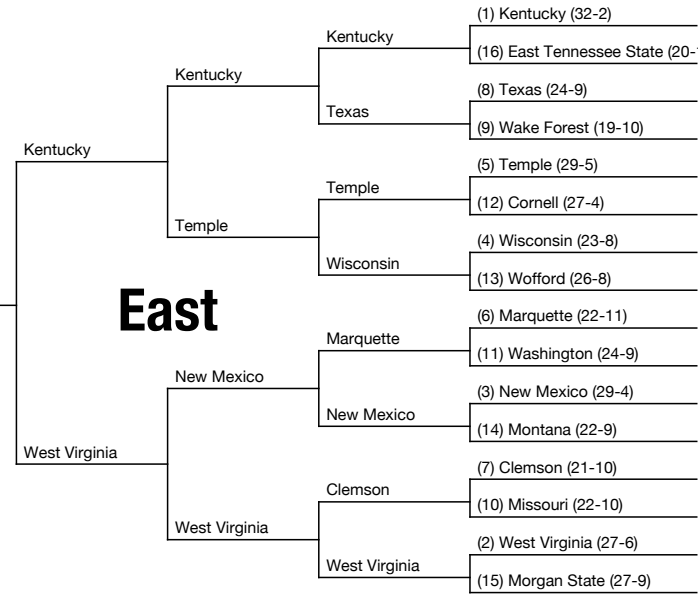 (1) Kentucky (32-2)
Kentucky
(16) East Tennessee State (20-
Kentucky
(8) Texas (24-9)
Texas
(9) Wake Forest (19-10)
Kentucky
(5) Temple (29-5)
Temple
(12) Cornell (27-4)
Temple
(4) Wisconsin (23-8)
Wisconsin
(13) Wofford (26-8)
East
(6) Marquette (22-11)
Marquette
(11) Washington (24-9)
New Mexico
(3) New Mexico (29-4)
New Mexico
(14) Montana (22-9)
West Virginia
(7) Clemson (21-10)
Clemson
(10) Missouri (22-10)
West Virginia
(2) West Virginia (27-6)
West Virginia
(15) Morgan State (27-9)